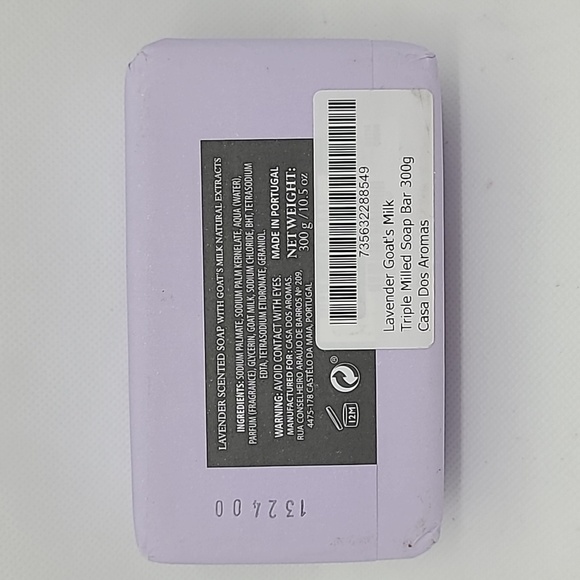 LAVENDER SCENTED SOAP WITH GOAT'S MILK NATURAL EXTRACTS
INGREDIENTS: SODIUM PALMATE, SODIUM PALM KERNELATE, AQUA (WATER),
PARFUM (FRAGRANCE), GLYCERIN, GOAT MILK, SODIUM CHLORIDE, BHT, TETRASODIUM
EDTA, TETRASODIUM ETIDRONATE, GERANIOL.
WARNING: AVOID CONTACT WITH EYES.
MANUFACTURED FOR: CASA DOS AROMAS.
RUA CONSELHEIRO ARAÚJO DE BARROS Nº 209,
4475-178 CASTÊLO DA MAIA, PORTUGAL
MADE IN PORTUGAL
NET WEIGHT:
300 g / 10.5 oz
12M
®
735632288549
Lavender Goat's Milk
Triple Milled Soap Bar 300g
Casa Dos Aromas
132400